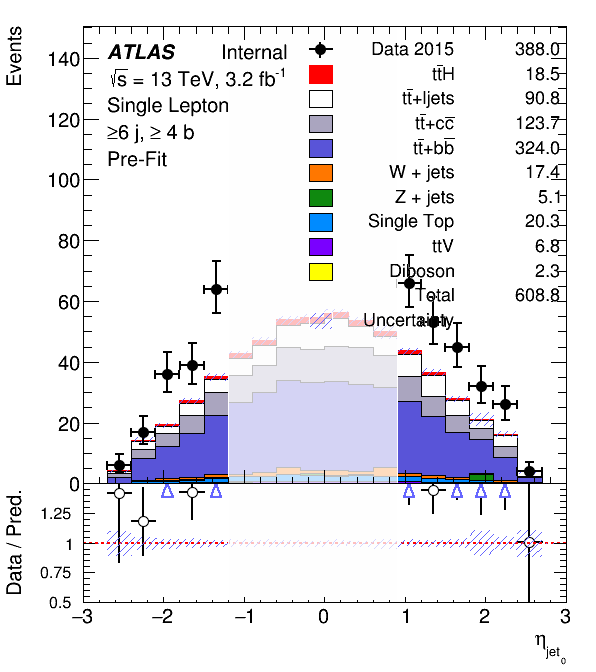 Events
140
120
100
80
60
40
20
0
ATLAS Internal
√s = 13 TeV, 3.2 fb-1
Single Lepton
≥6 j, ≥ 4 b
Pre-Fit
Data 2015 388.0
tt̅H 18.5
tt̅+ljets 90.8
tt̅+cc̅ 123.7
tt̅+bb̅ 324.0
W + jets 17.4
Z + jets 5.1
Single Top 20.3
ttV 6.8
Diboson 2.3
Total 608.8
Uncertainty
Data / Pred.
1.25
1
0.75
0.5
−3 −2 −1 0 1 2 3
ηjet0